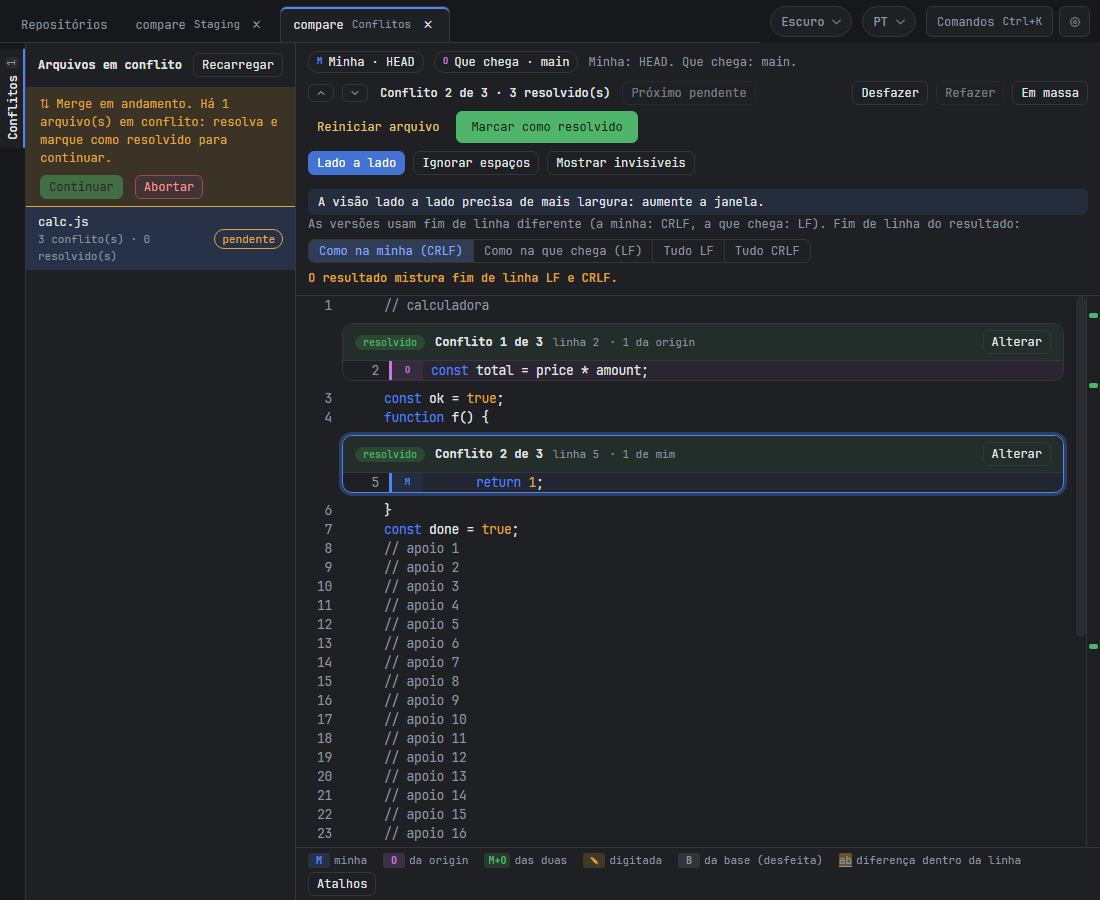 Repositórios compare Staging × compare Conflitos × Escuro PT Comandos Ctrl+K
Conflitos 1
Arquivos em conflito Recarregar
⇅ Merge em andamento. Há 1
arquivo(s) em conflito: resolva e
marque como resolvido para
continuar.
Continuar Abortar
calc.js
3 conflito(s) · 0
resolvido(s)
pendente
M Minha · HEAD O Que chega · main Minha: HEAD. Que chega: main.
Conflito 2 de 3 · 3 resolvido(s) Próximo pendente Desfazer Refazer Em massa
Reiniciar arquivo Marcar como resolvido
Lado a lado Ignorar espaços Mostrar invisíveis
A visão lado a lado precisa de mais largura: aumente a janela.
As versões usam fim de linha diferente (a minha: CRLF, a que chega: LF). Fim de linha do resultado:
Como na minha (CRLF) Como na que chega (LF) Tudo LF Tudo CRLF
O resultado mistura fim de linha LF e CRLF.
1 // calculadora
resolvido Conflito 1 de 3 linha 2 · 1 da origin Alterar
2 O const total = price * amount;
3 const ok = true;
4 function f() {
resolvido Conflito 2 de 3 linha 5 · 1 de mim Alterar
5 M return 1;
6 }
7 const done = true;
8 // apoio 1
9 // apoio 2
10 // apoio 3
11 // apoio 4
12 // apoio 5
13 // apoio 6
14 // apoio 7
15 // apoio 8
16 // apoio 9
17 // apoio 10
18 // apoio 11
19 // apoio 12
20 // apoio 13
21 // apoio 14
22 // apoio 15
23 // apoio 16
M minha O da origin M+O das duas ✎ digitada B da base (desfeita) ab diferença dentro da linha
Atalhos